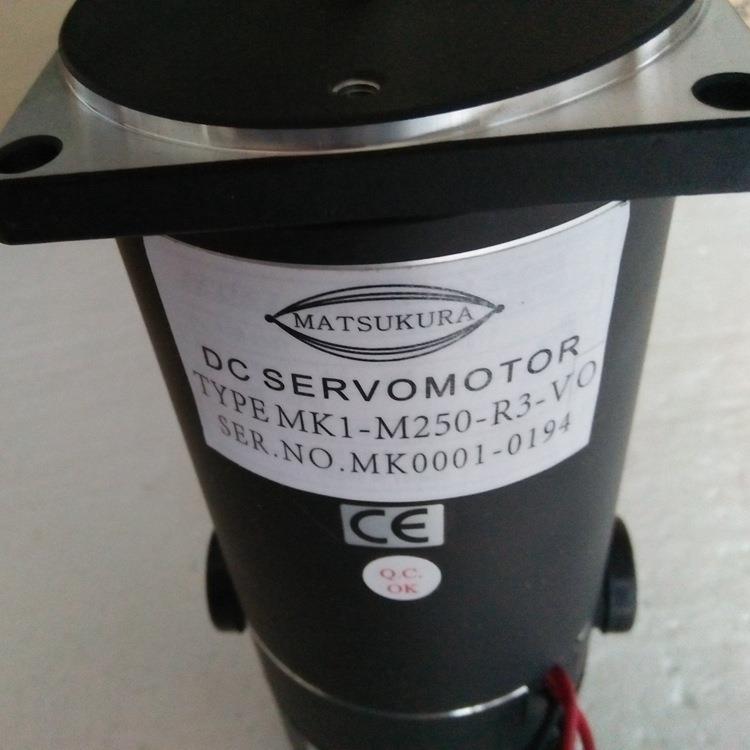 MATSUKURA
DC SERVOMOTOR
TYPE MK1-M250-R3-VO
SER.NO.MK0001-0194
CE
Q.C.
OK